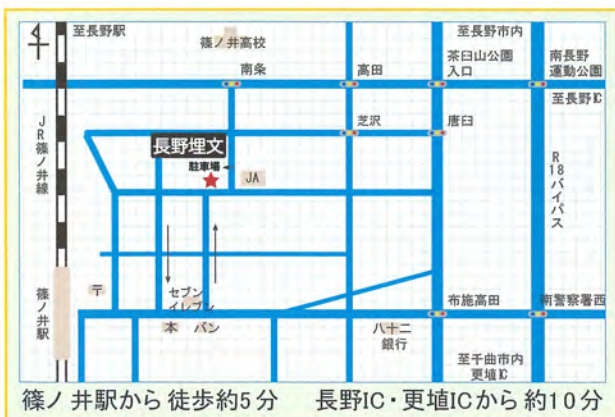 至長野駅
篠ノ井高校
南条
高田
至長野市内
茶臼山公園
入口
南長野
運動公園
至長野IC
芝沢
唐臼
長野埋文
駐車場
JA
JR篠ノ井線
R18バイパス
篠ノ井駅
〒
セブン
イレブン
本
パン
八十二
銀行
布施高田
南警察署西
至千曲市内
更埴IC
篠ノ井駅から徒歩約5分
長野IC・更埴ICから約10分